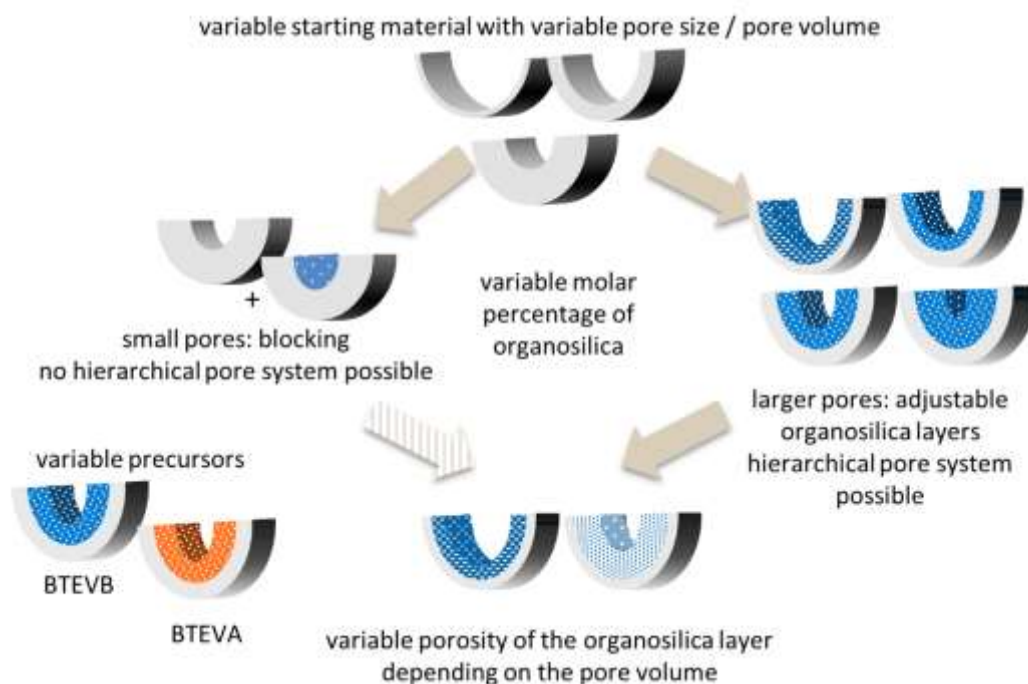 variable starting material with variable pore size / pore volume
variable molar
percentage of
organosilica
+
small pores: blocking
no hierarchical pore system possible
larger pores: adjustable
organosilica layers
hierarchical pore system
possible
variable precursors
BTEVB
BTEVA
variable porosity of the organosilica layer
depending on the pore volume